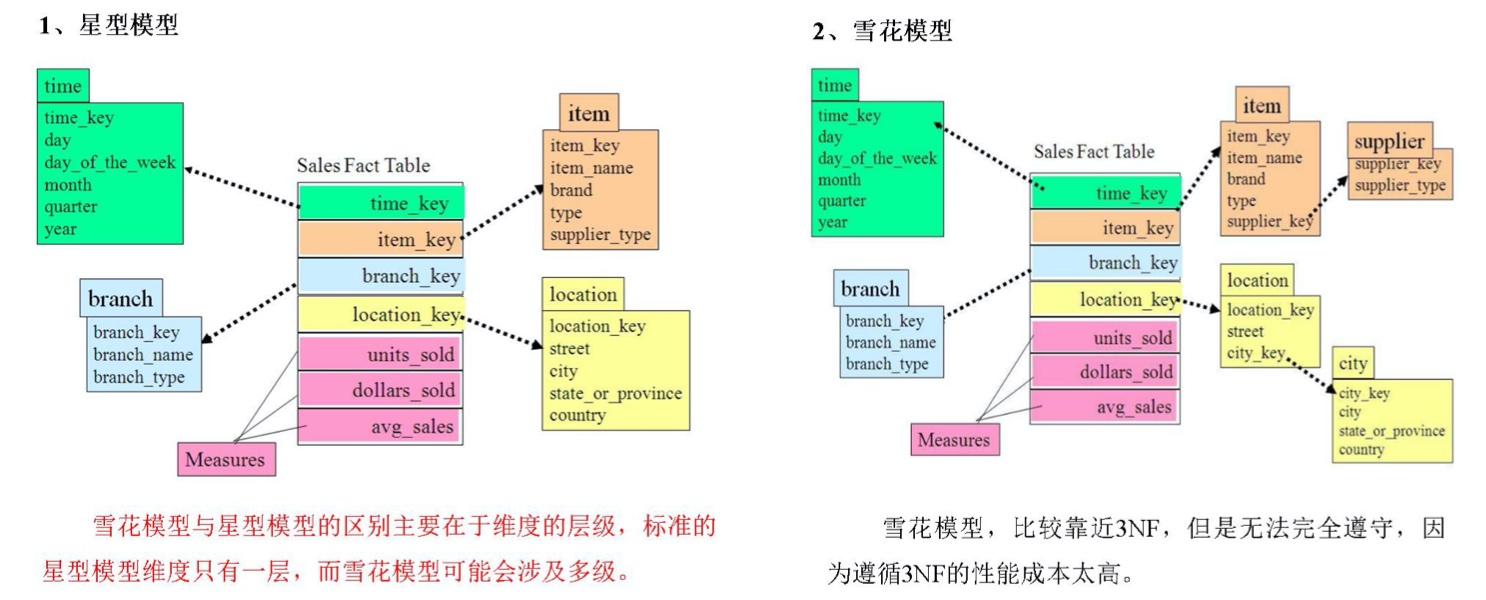 1、星型模型
time
time_key
day
day_of_the_week
month
quarter
year
branch
branch_key
branch_name
branch_type
Sales Fact Table
time_key
item_key
branch_key
location_key
units_sold
dollars_sold
avg_sales
Measures
item
item_key
item_name
brand
type
supplier_type
location
location_key
street
city
state_or_province
country
雪花模型与星型模型的区别主要在于维度的层级，标准的
星型模型维度只有一层，而雪花模型可能会涉及多级。
2、雪花模型
time
time_key
day
day_of_the_week
month
quarter
year
branch
branch_key
branch_name
branch_type
Sales Fact Table
time_key
item_key
branch_key
location_key
units_sold
dollars_sold
avg_sales
Measures
item
item_key
item_name
brand
type
supplier_key
supplier
supplier_key
supplier_type
location
location_key
street
city_key
city
city_key
city
state_or_province
country
雪花模型，比较靠近3NF，但是无法完全遵守，因
为遵循3NF的性能成本太高。